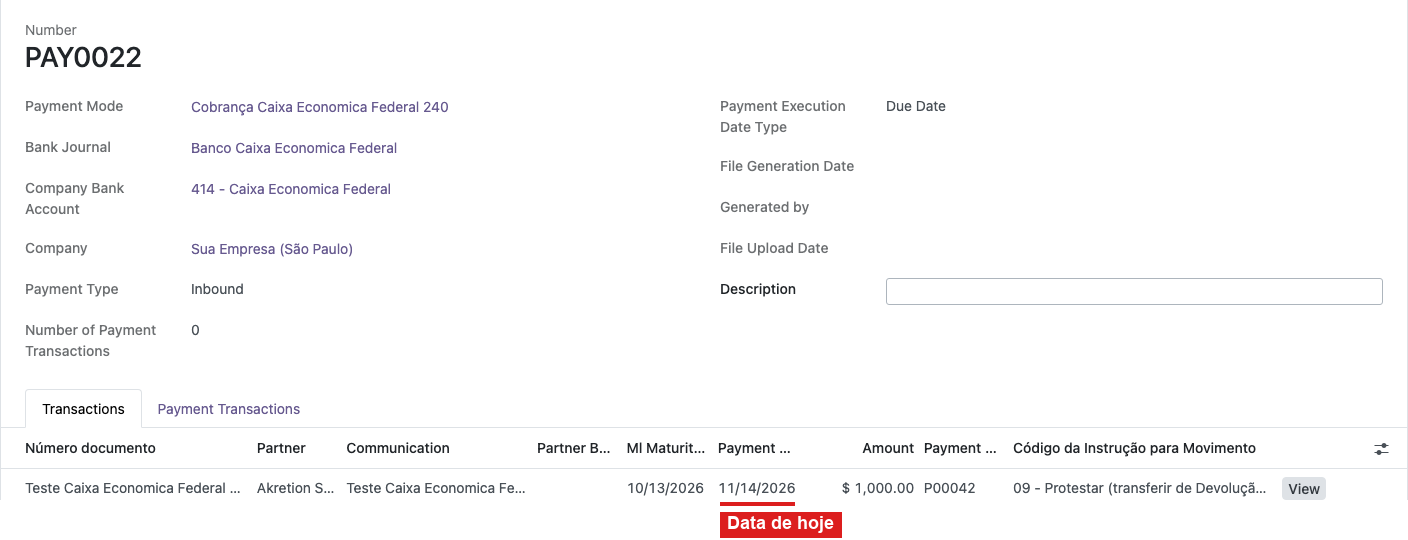 Number
PAY0022
Payment Mode
Cobrança Caixa Economica Federal 240
Bank Journal
Banco Caixa Economica Federal
Company Bank
Account
414 - Caixa Economica Federal
Company
Sua Empresa (São Paulo)
Payment Type
Inbound
Number of Payment
Transactions
0
Payment Execution
Date Type
Due Date
File Generation Date
Generated by
File Upload Date
Description
Transactions Payment Transactions
Número documento Partner Communication Partner B... Ml Maturit... Payment ... Amount Payment ... Código da Instrução para Movimento
Teste Caixa Economica Federal ... Akretion S... Teste Caixa Economica Fe... 10/13/2026 11/14/2026 $ 1,000.00 P00042 09 - Protestar (transferir de Devoluçã... View
Data de hoje